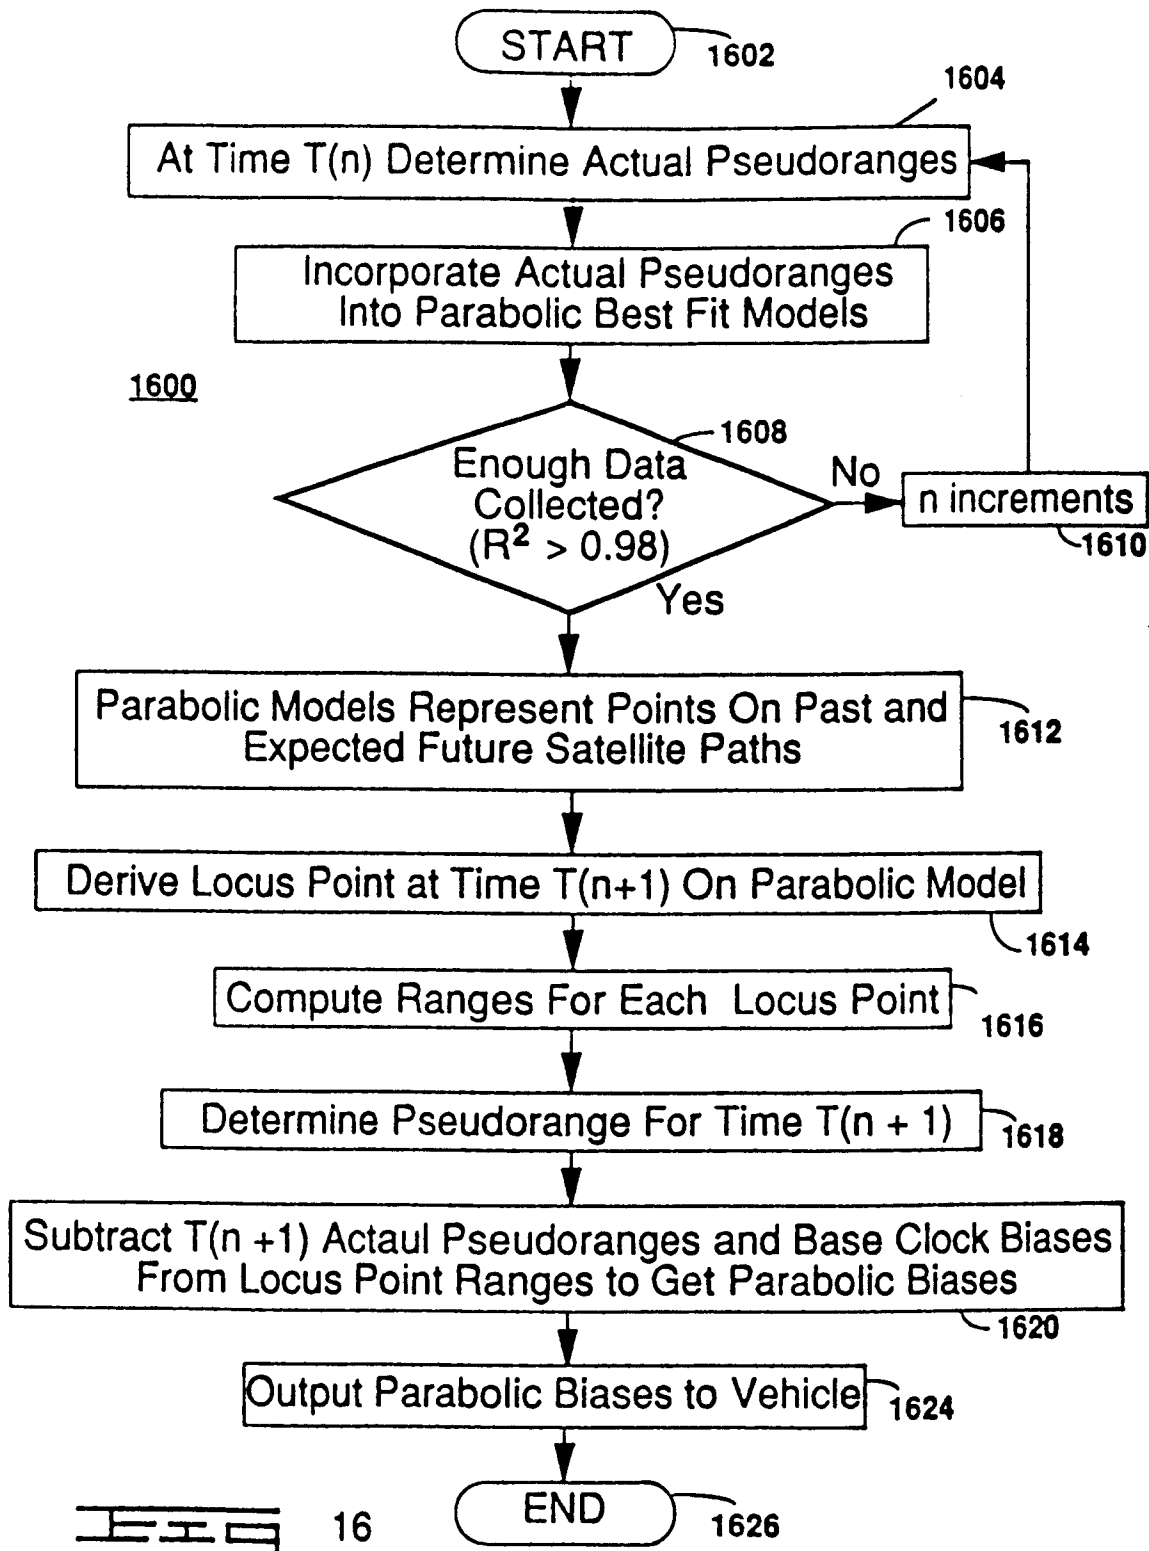 START
1602
1604
At Time T(n) Determine Actual Pseudoranges
1606
Incorporate Actual Pseudoranges
Into Parabolic Best Fit Models
1600
1608
Enough Data
Collected?
(R² > 0.98)
No
n increments
1610
Yes
Parabolic Models Represent Points On Past and
Expected Future Satellite Paths
1612
Derive Locus Point at Time T(n+1) On Parabolic Model
1614
Compute Ranges For Each Locus Point
1616
Determine Pseudorange For Time T(n + 1)
1618
Subtract T(n +1) Actaul Pseudoranges and Base Clock Biases
From Locus Point Ranges to Get Parabolic Biases
1620
Output Parabolic Biases to Vehicle
1624
END
1626
FIG 16